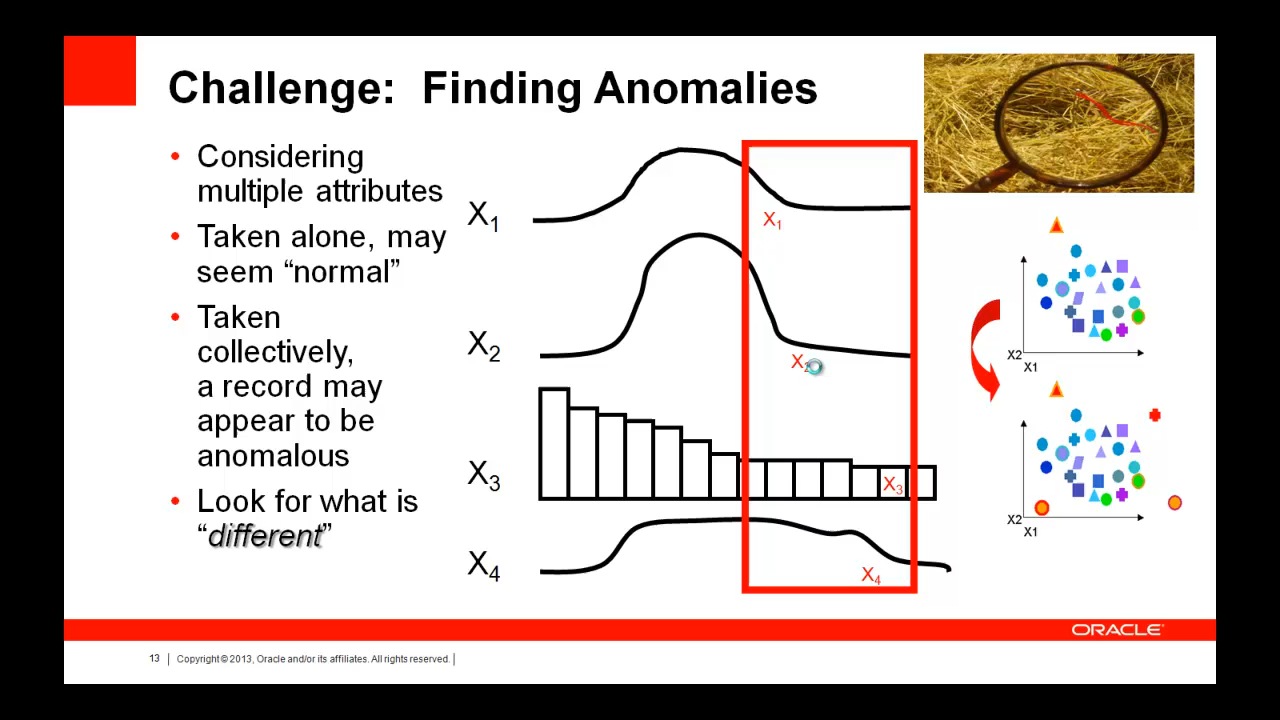 Challenge: Finding Anomalies
• Considering
multiple attributes
• Taken alone, may
seem “normal”
• Taken
collectively,
a record may
appear to be
anomalous
• Look for what is
“different”
X1
X1
X2
X2
X3
X3
X4
X4
X2
X1
X2
X1
ORACLE
13 | Copyright © 2013, Oracle and/or its affiliates. All rights reserved. |